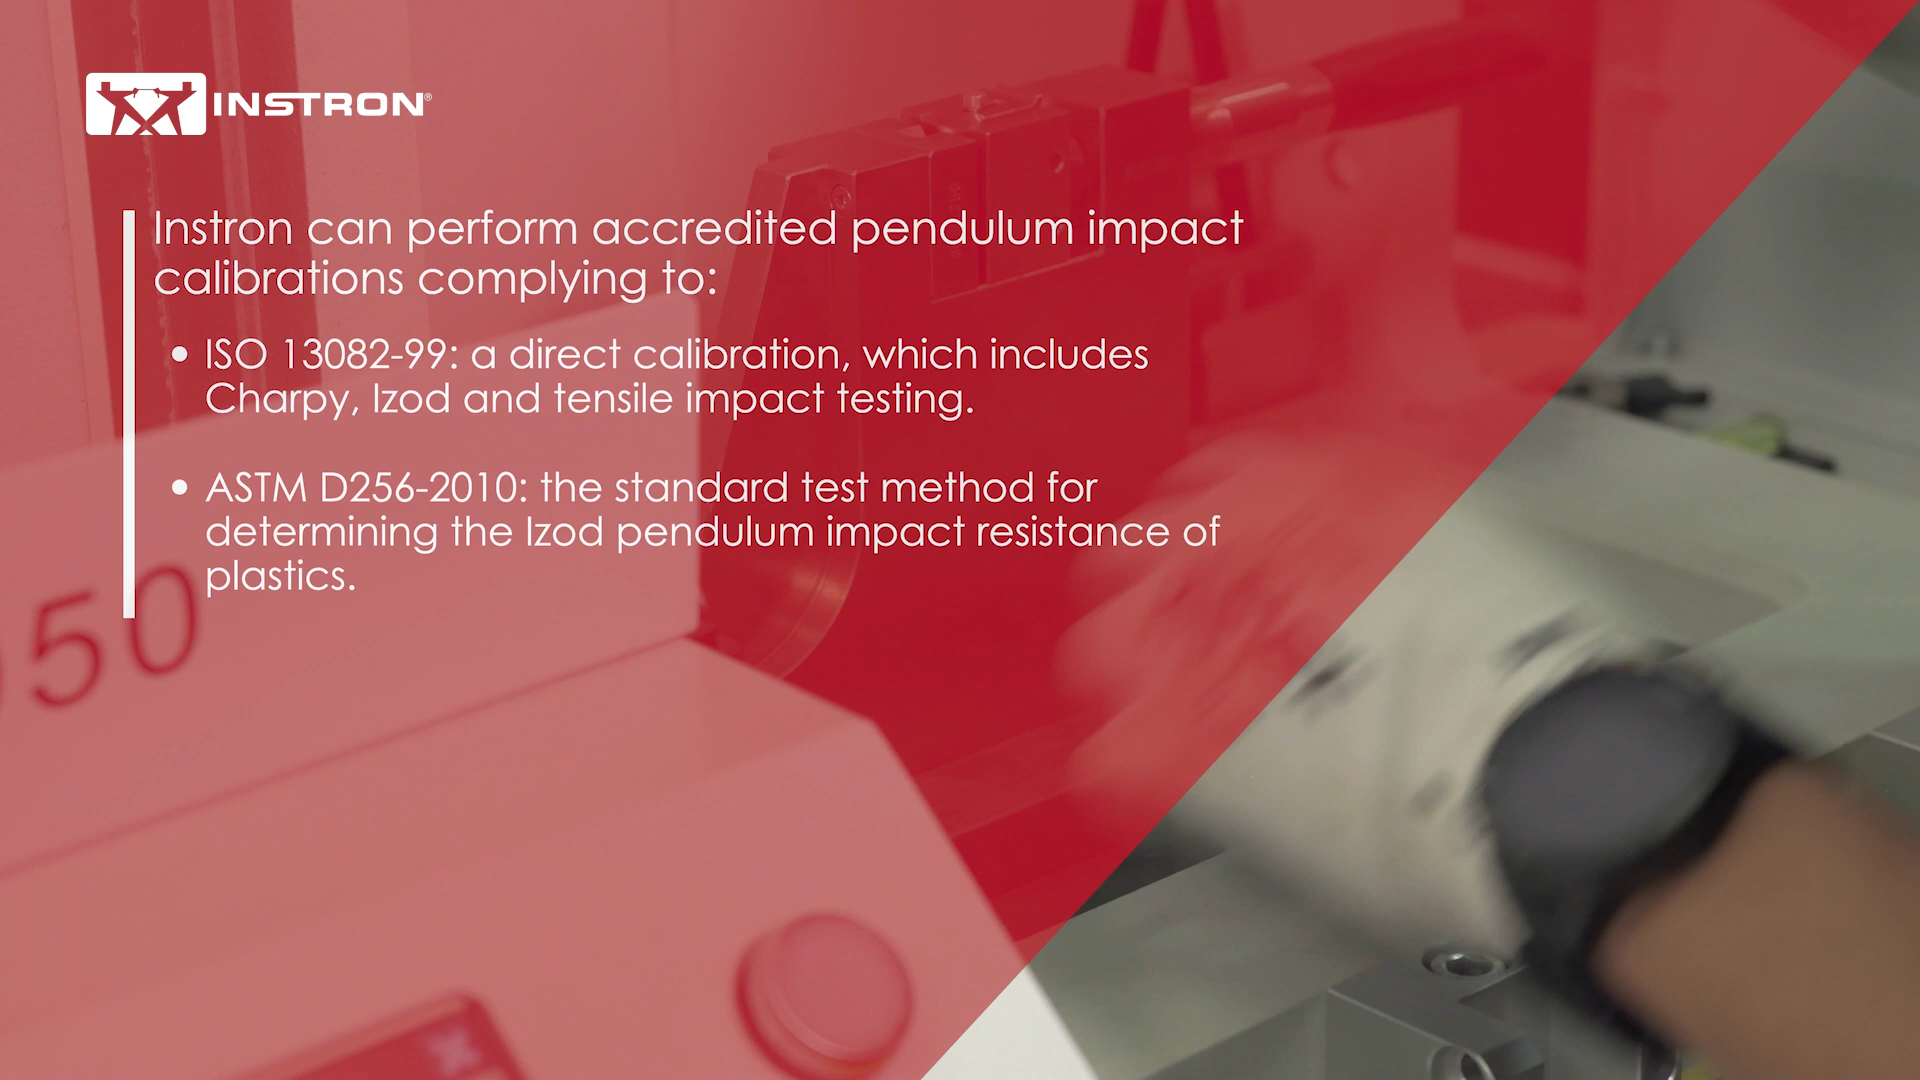 INSTRON®
Instron can perform accredited pendulum impact
calibrations complying to:
• ISO 13082-99: a direct calibration, which includes
Charpy, Izod and tensile impact testing.
• ASTM D256-2010: the standard test method for
determining the Izod pendulum impact resistance of
plastics.
50